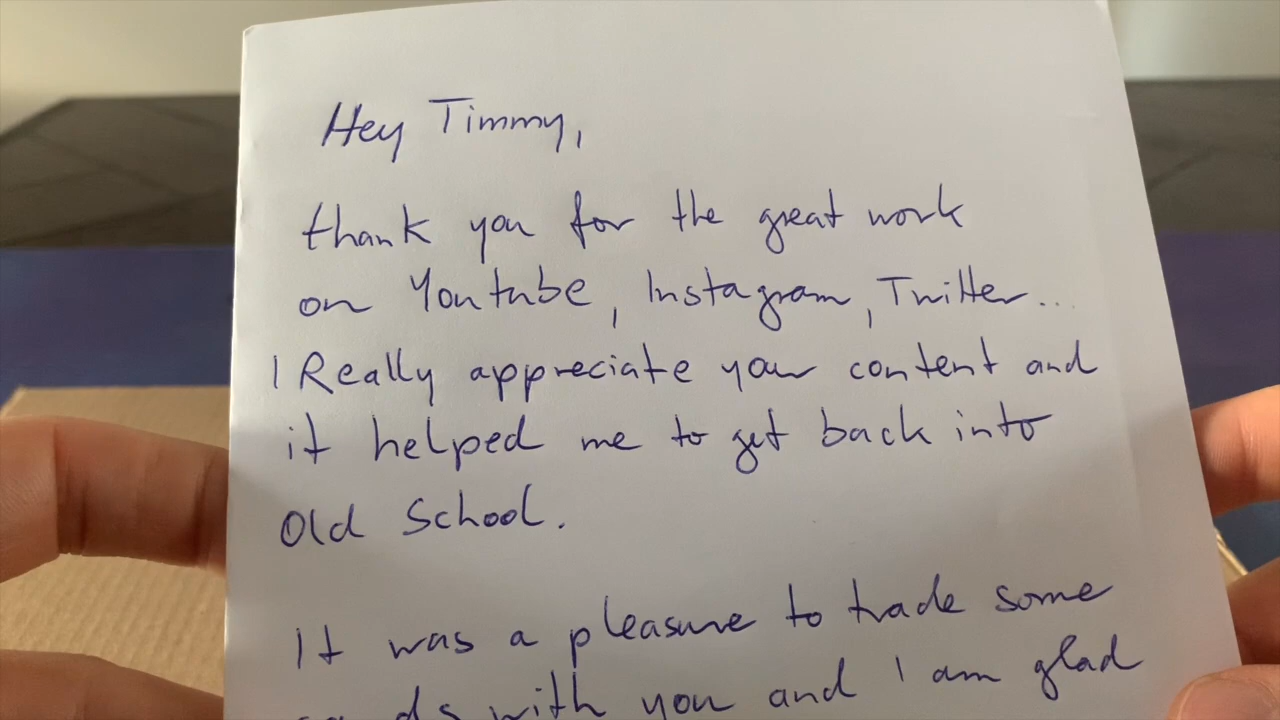 Hey Timmy,
thank you for the great work
on Youtube, Instagram, Twitter...
I Really appreciate your content and
it helped me to get back into
Old School.
It was a pleasure to trade some
cards with you and I am glad